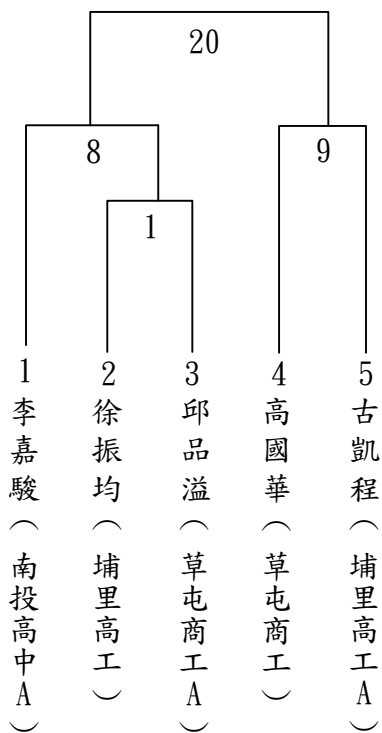 20
8
9
1
1李嘉駿（南投高中A）
2徐振均（埔里高工）
3邱品溢（草屯商工A）
4高國華（草屯商工）
5古凱程（埔里高工A）